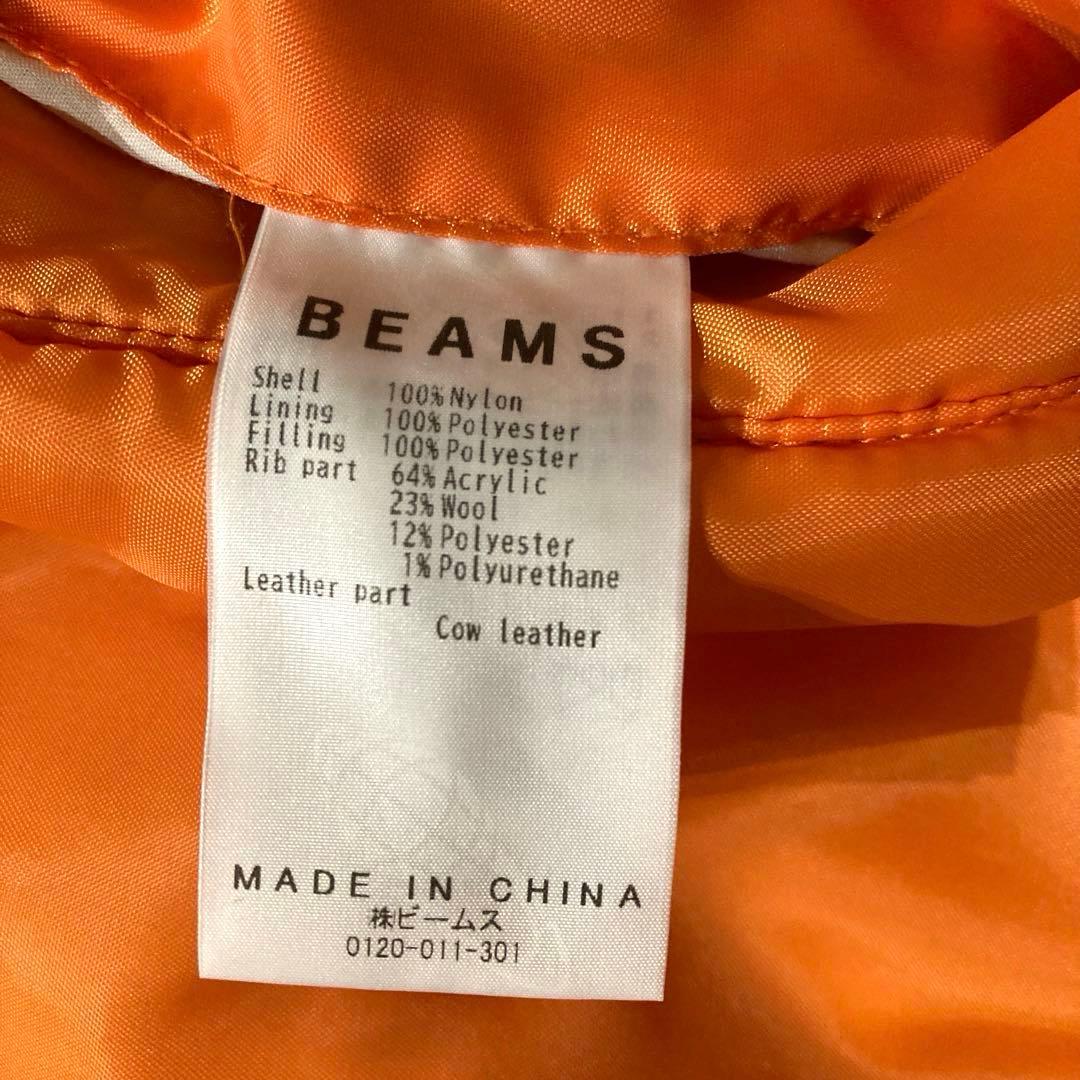 BEAMS
Shell 100% Nylon
Lining 100% Polyester
Filling 100% Polyester
Rib part 64% Acrylic
23% Wool
12% Polyester
1% Polyurethane
Leather part
Cow leather
MADE IN CHINA
㈱ビームス
0120-011-301